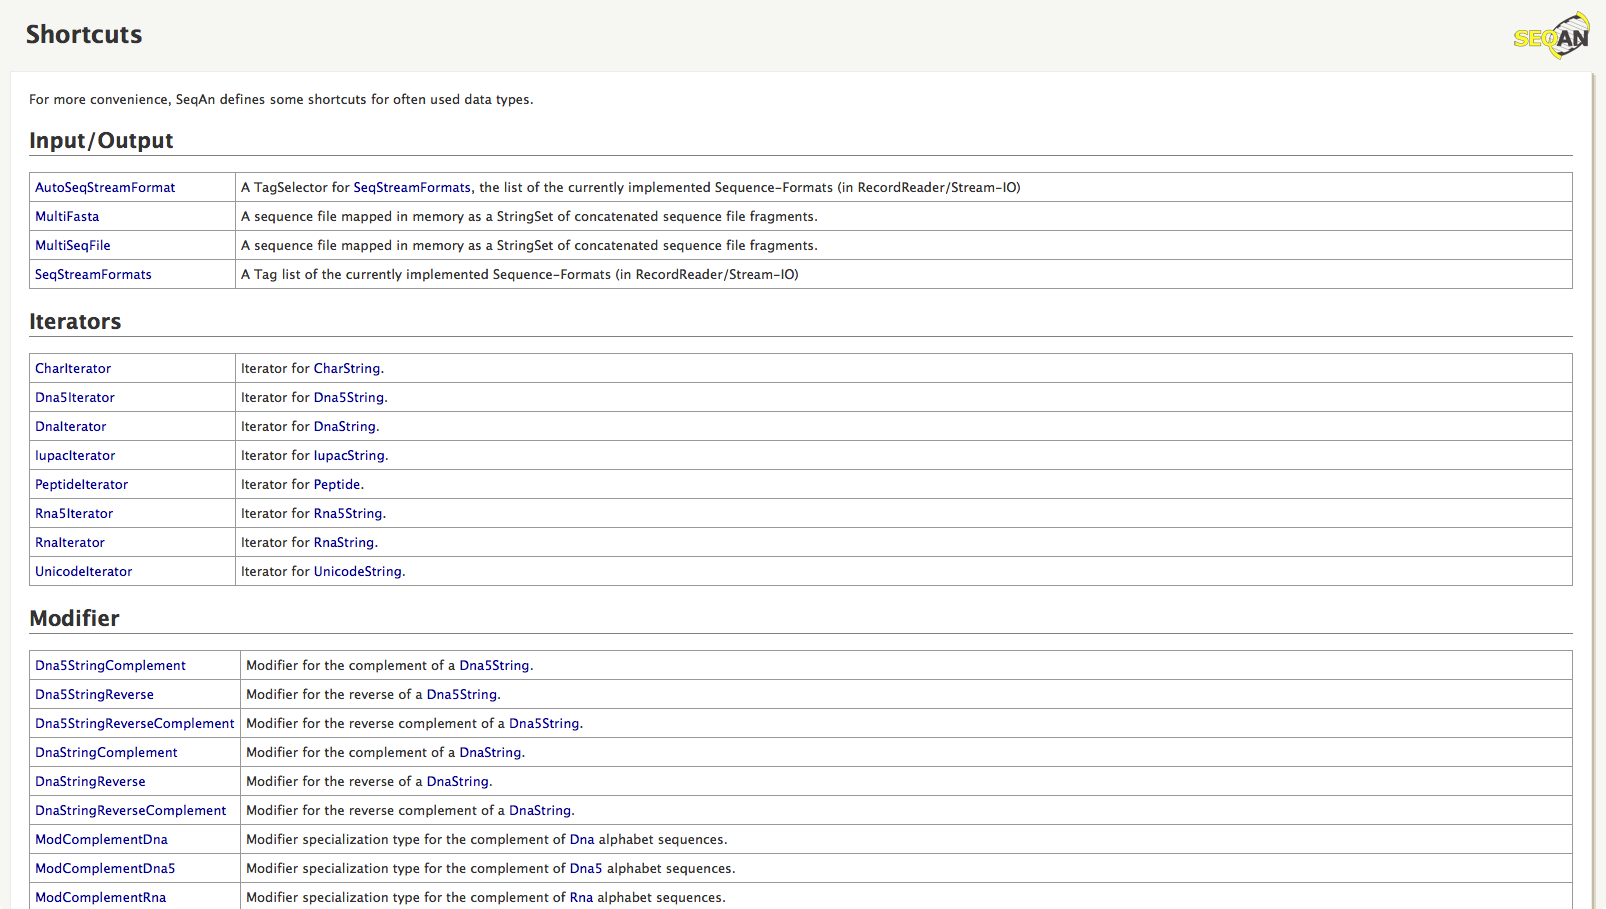 Shortcuts
SEQAN
For more convenience, SeqAn defines some shortcuts for often used data types.
Input/Output
AutoSeqStreamFormat A TagSelector for SeqStreamFormats, the list of the currently implemented Sequence-Formats (in RecordReader/Stream-IO)
MultiFasta A sequence file mapped in memory as a StringSet of concatenated sequence file fragments.
MultiSeqFile A sequence file mapped in memory as a StringSet of concatenated sequence file fragments.
SeqStreamFormats A Tag list of the currently implemented Sequence-Formats (in RecordReader/Stream-IO)
Iterators
CharIterator Iterator for CharString.
Dna5Iterator Iterator for Dna5String.
DnaIterator Iterator for DnaString.
IupacIterator Iterator for IupacString.
PeptideIterator Iterator for Peptide.
Rna5Iterator Iterator for Rna5String.
RnaIterator Iterator for RnaString.
UnicodeIterator Iterator for UnicodeString.
Modifier
Dna5StringComplement Modifier for the complement of a Dna5String.
Dna5StringReverse Modifier for the reverse of a Dna5String.
Dna5StringReverseComplement Modifier for the reverse complement of a Dna5String.
DnaStringComplement Modifier for the complement of a DnaString.
DnaStringReverse Modifier for the reverse of a DnaString.
DnaStringReverseComplement Modifier for the reverse complement of a DnaString.
ModComplementDna Modifier specialization type for the complement of Dna alphabet sequences.
ModComplementDna5 Modifier specialization type for the complement of Dna5 alphabet sequences.
ModComplementRna Modifier specialization type for the complement of Rna alphabet sequences.